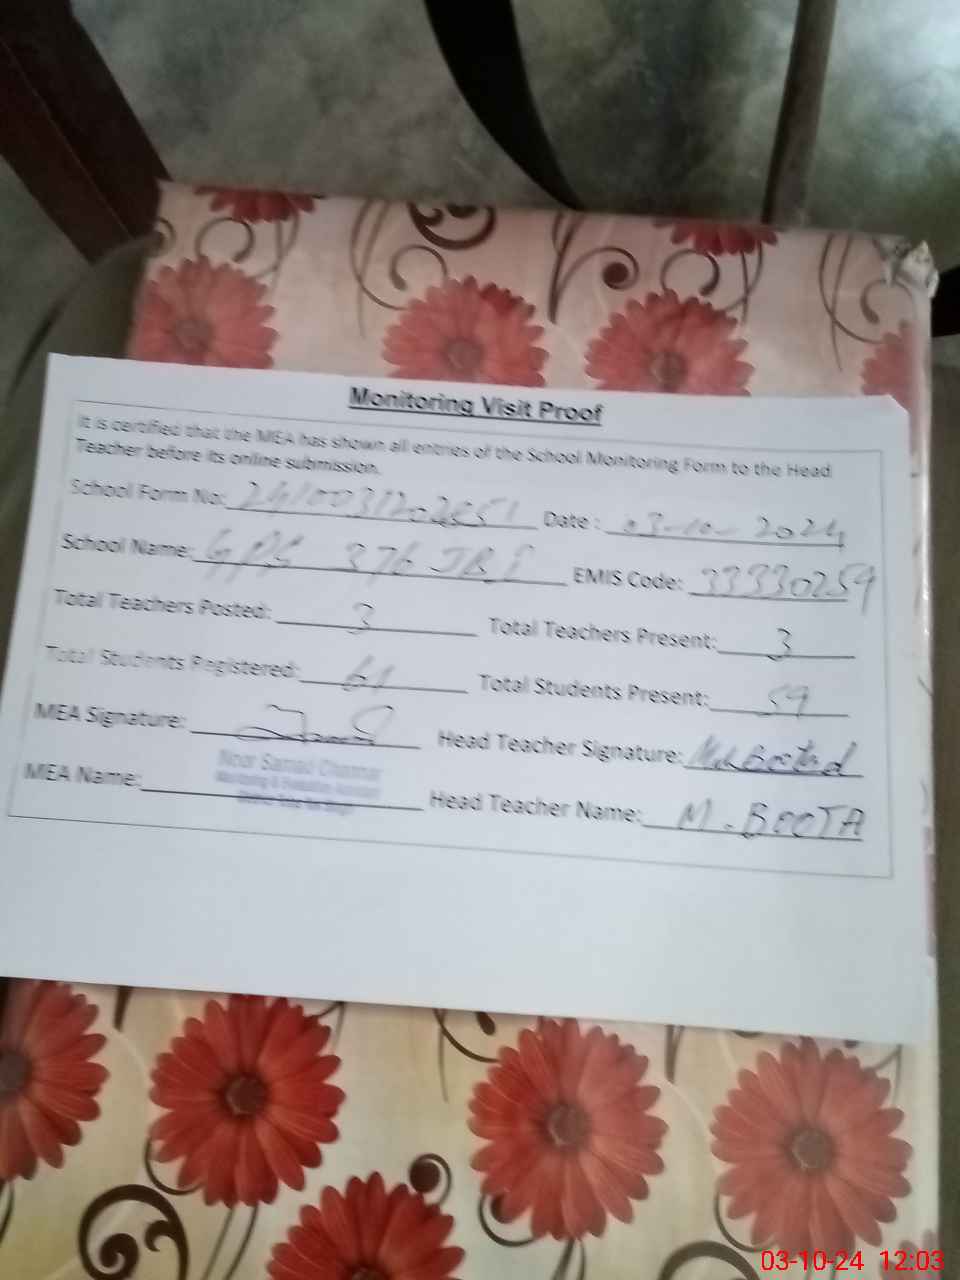 Monitoring Visit Proof
It is certified that the MEA has shown all entries of the School Monitoring Form to the Head
Teacher before its online submission.
School Form No: Date : 03-10-2024
School Name: GPS 376 JB EMIS Code: 33330259
Total Teachers Posted: 3 Total Teachers Present: 3
Total Students Registered: 61 Total Students Present: 59
MEA Signature: Head Teacher Signature:
MEA Name: Head Teacher Name: M. BOOTA
03-10-24 12:03